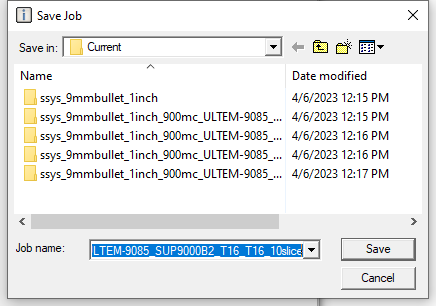 Save Job
Save in: Current
Name Date modified
ssys_9mmbullet_1inch 4/6/2023 12:15 PM
ssys_9mmbullet_1inch_900mc_ULTEM-9085_... 4/6/2023 12:15 PM
ssys_9mmbullet_1inch_900mc_ULTEM-9085_... 4/6/2023 12:16 PM
ssys_9mmbullet_1inch_900mc_ULTEM-9085_... 4/6/2023 12:16 PM
ssys_9mmbullet_1inch_900mc_ULTEM-9085_... 4/6/2023 12:17 PM
Job name: LTEM-9085_SUP9000B2_T16_T16_10slice Save
Cancel